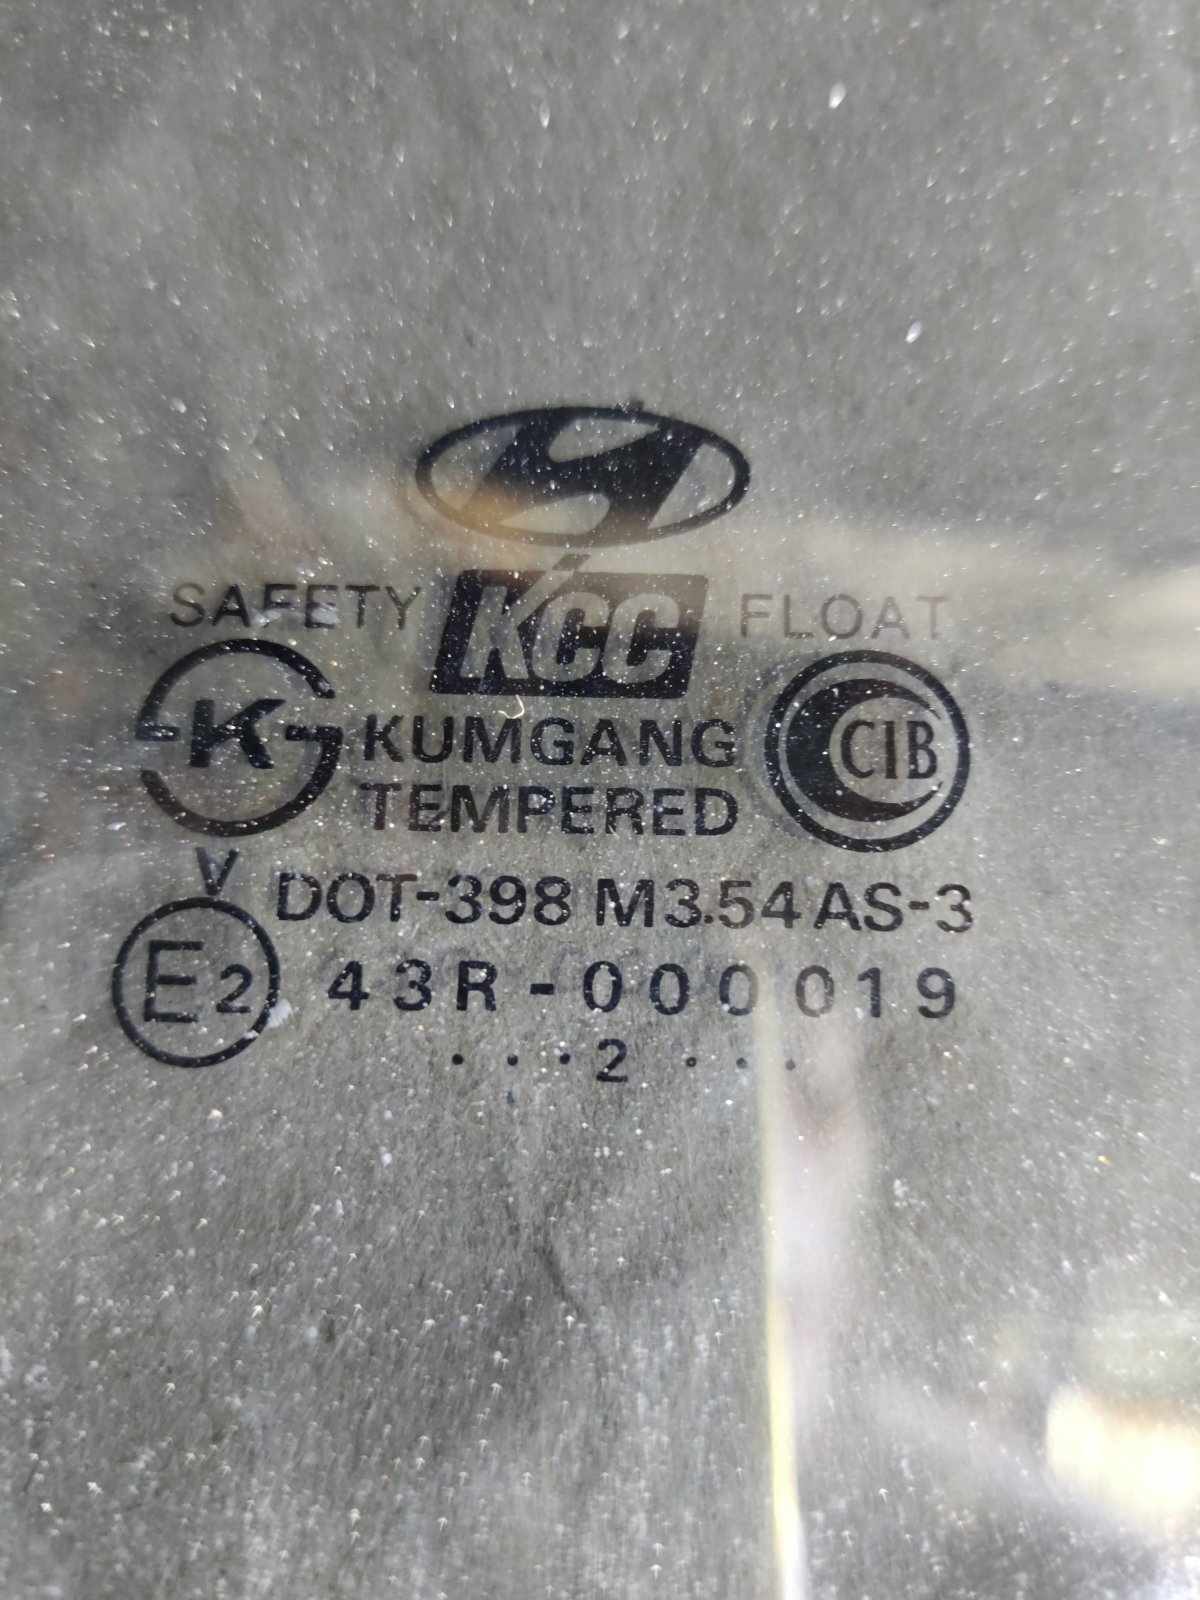 SAFETY KCC FLOAT
K KUMGANG CIB
TEMPERED
V DOT-398 M3.54 AS-3
E2 43R-000019
...2 ...